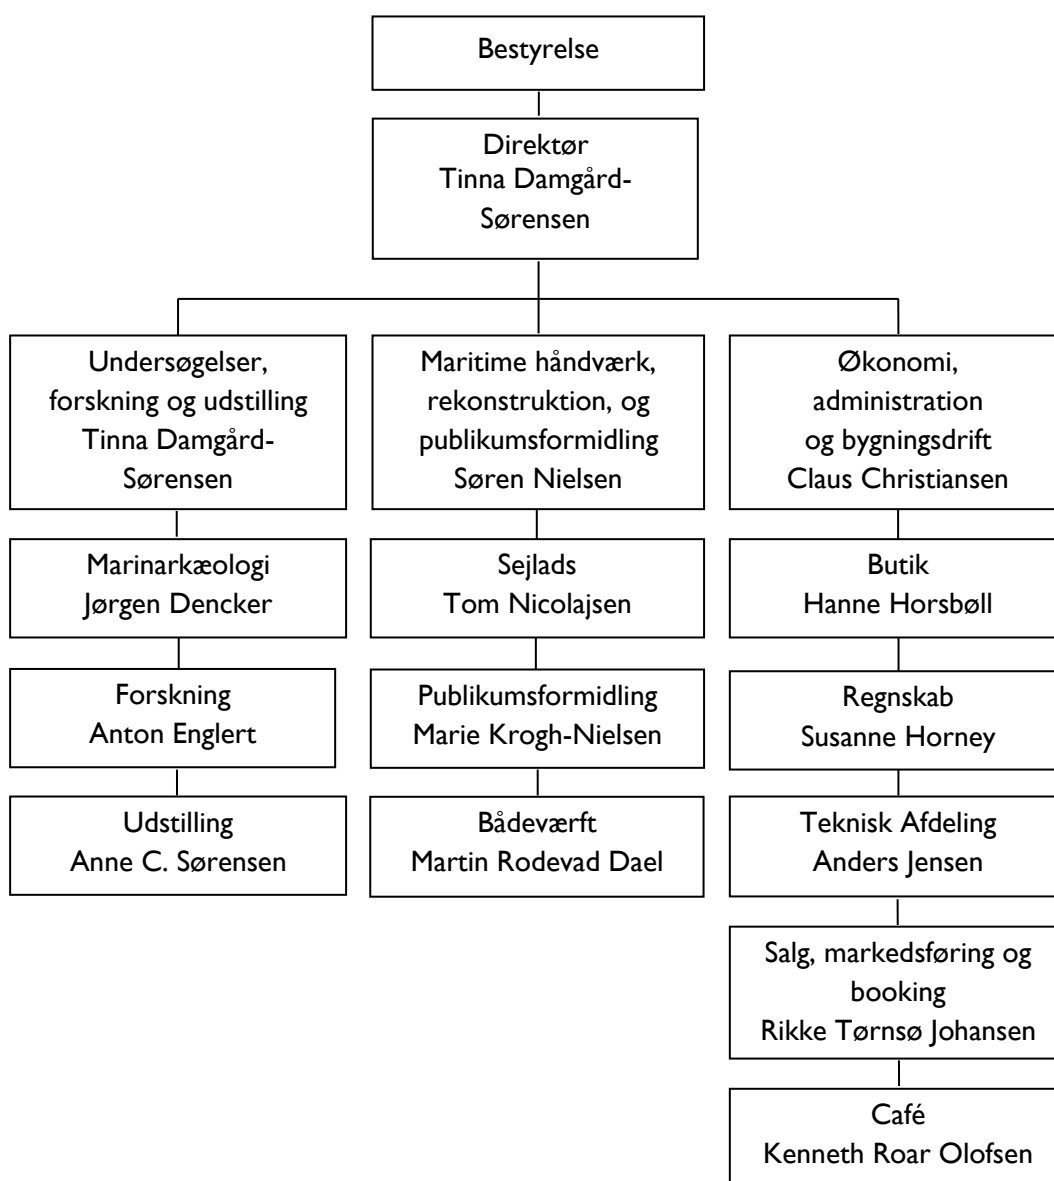 Bestyrelse
Direktør
Tinna Damgård-
Sørensen
Undersøgelser,
forskning og udstilling
Tinna Damgård-
Sørensen
Maritime håndværk,
rekonstruktion, og
publikumsformidling
Søren Nielsen
Økonomi,
administration
og bygningsdrift
Claus Christiansen
Marinarkæologi
Jørgen Dencker
Sejlads
Tom Nicolajsen
Butik
Hanne Horsbøll
Forskning
Anton Englert
Publikumsformidling
Marie Krogh-Nielsen
Regnskab
Susanne Horney
Udstilling
Anne C. Sørensen
Bådeværft
Martin Rodevad Dael
Teknisk Afdeling
Anders Jensen
Salg, markedsføring og
booking
Rikke Tørnsø Johansen
Café
Kenneth Roar Olofsen